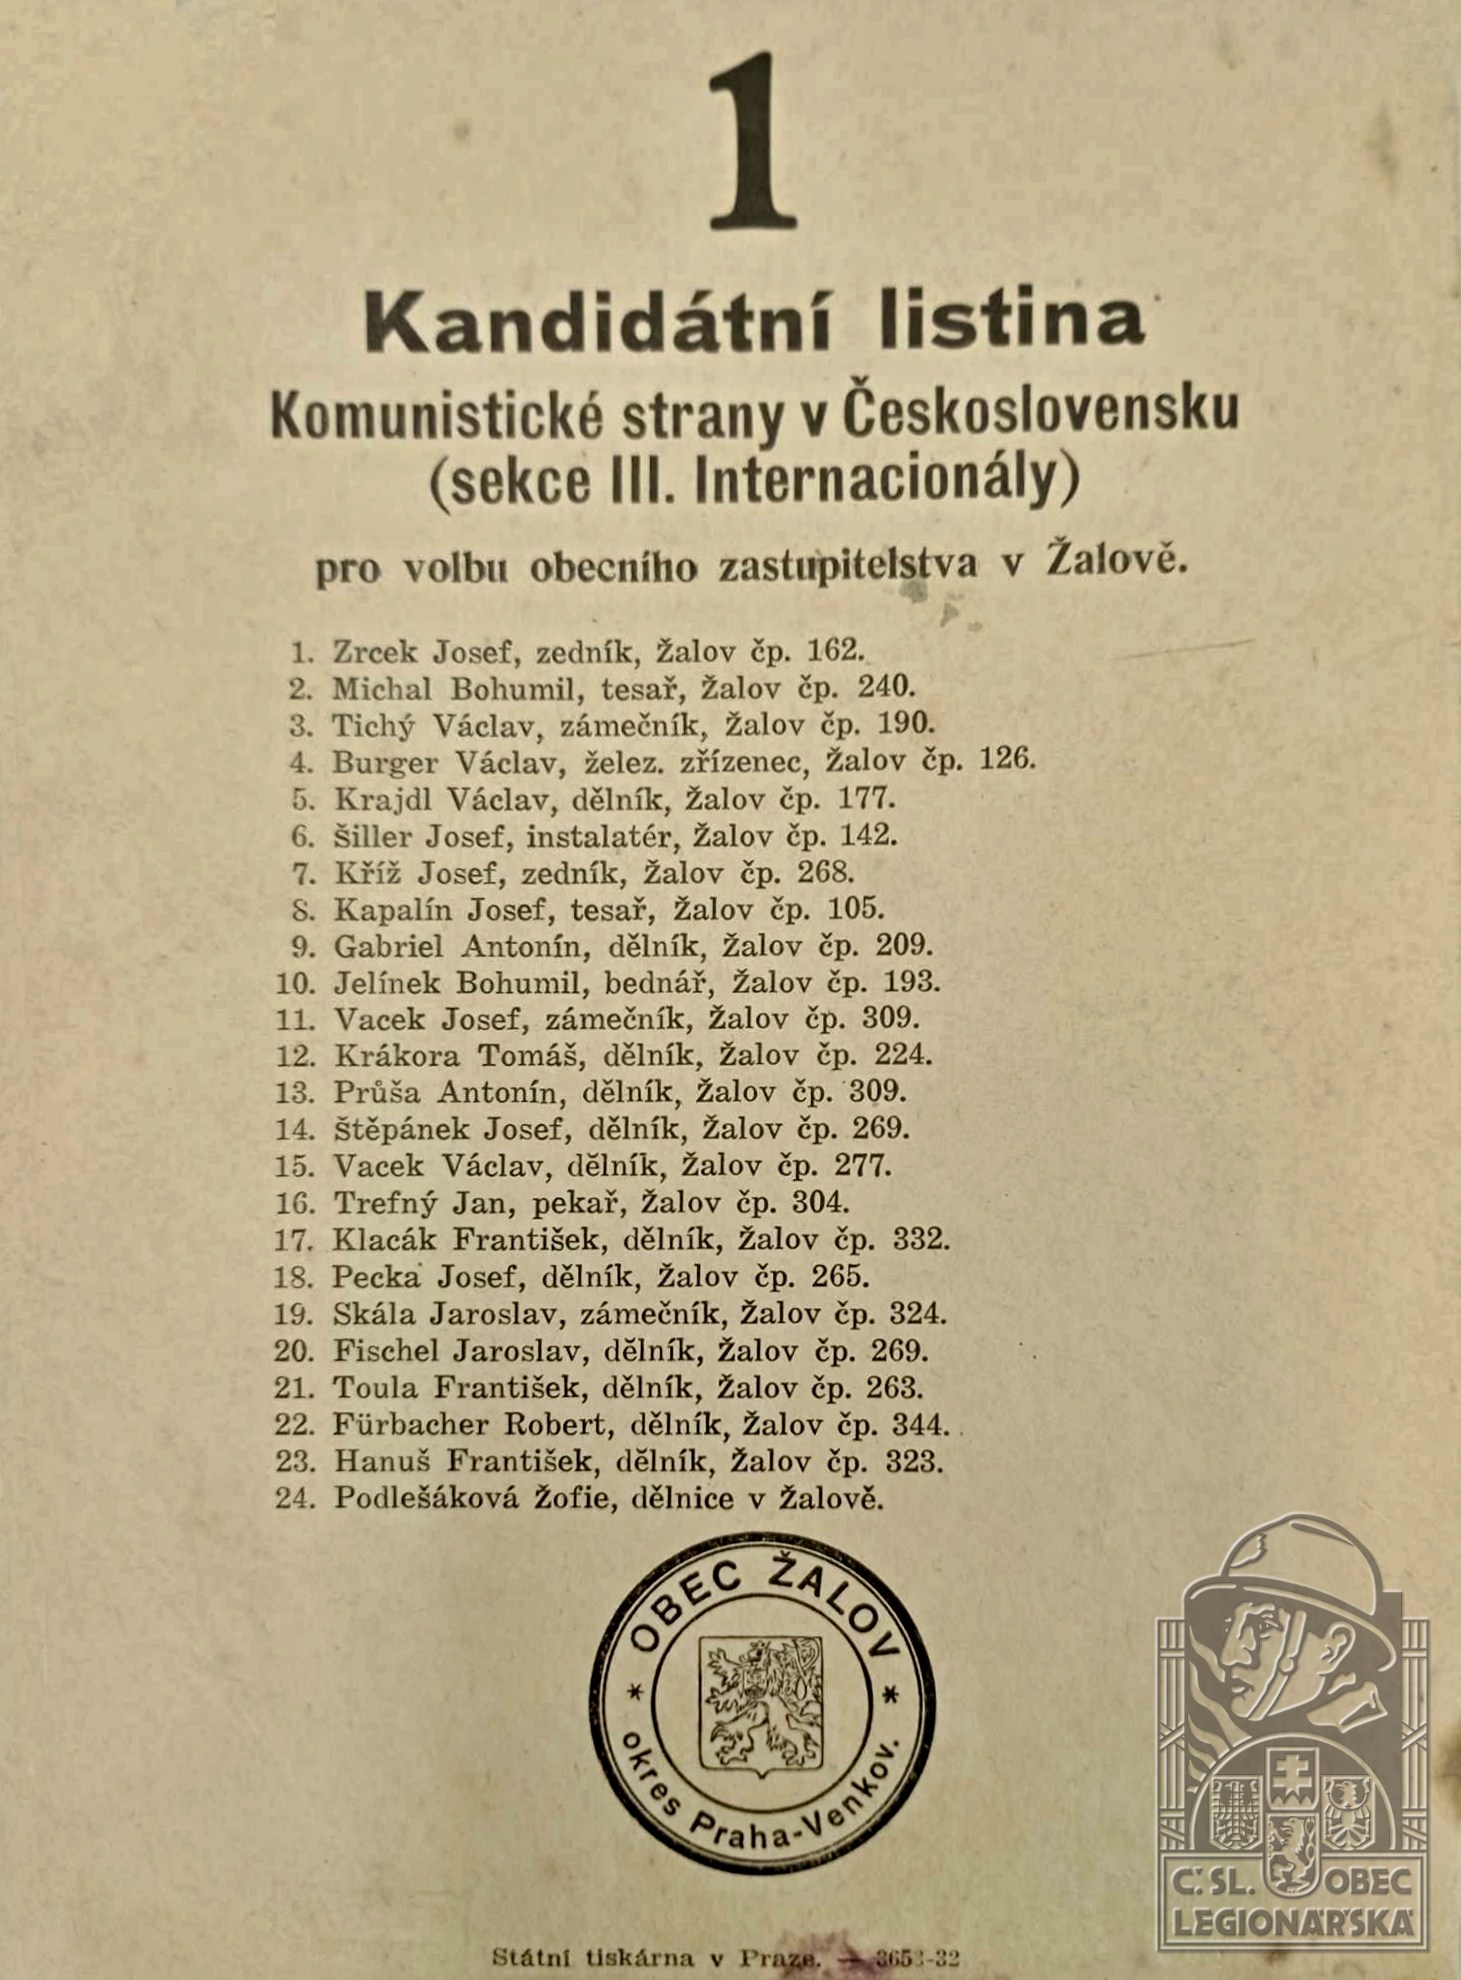 1
Kandidátní listina
Komunistické strany v Československu
(sekce III. Internacionály)
pro volbu obecního zastupitelstva v Žalově.
1. Zrcek Josef, zedník, Žalov čp. 162.
2. Michal Bohumil, tesař, Žalov čp. 240.
3. Tichý Václav, zámečník, Žalov čp. 190.
4. Burger Václav, želez. zřízenec, Žalov čp. 126.
5. Krajdl Václav, dělník, Žalov čp. 177.
6. Šiller Josef, instalatér, Žalov čp. 142.
7. Kříž Josef, zedník, Žalov čp. 268.
8. Kapalín Josef, tesař, Žalov čp. 105.
9. Gabriel Antonín, dělník, Žalov čp. 209.
10. Jelínek Bohumil, bednář, Žalov čp. 193.
11. Vacek Josef, zámečník, Žalov čp. 309.
12. Krákora Tomáš, dělník, Žalov čp. 224.
13. Průša Antonín, dělník, Žalov čp. 309.
14. Štěpánek Josef, dělník, Žalov čp. 269.
15. Vacek Václav, dělník, Žalov čp. 277.
16. Trefný Jan, pekař, Žalov čp. 304.
17. Klacák František, dělník, Žalov čp. 332.
18. Pecka Josef, dělník, Žalov čp. 265.
19. Skála Jaroslav, zámečník, Žalov čp. 324.
20. Fischel Jaroslav, dělník, Žalov čp. 269.
21. Toula František, dělník, Žalov čp. 263.
22. Fürbacher Robert, dělník, Žalov čp. 344.
23. Hanuš František, dělník, Žalov čp. 323.
24. Podlešáková Žofie, dělnice v Žalově.
OBEC ŽALOV
* okres Praha-Venkov. *
Č. SL. OBEC
LEGIONÁŘSKÁ
Státní tiskárna v Praze. —